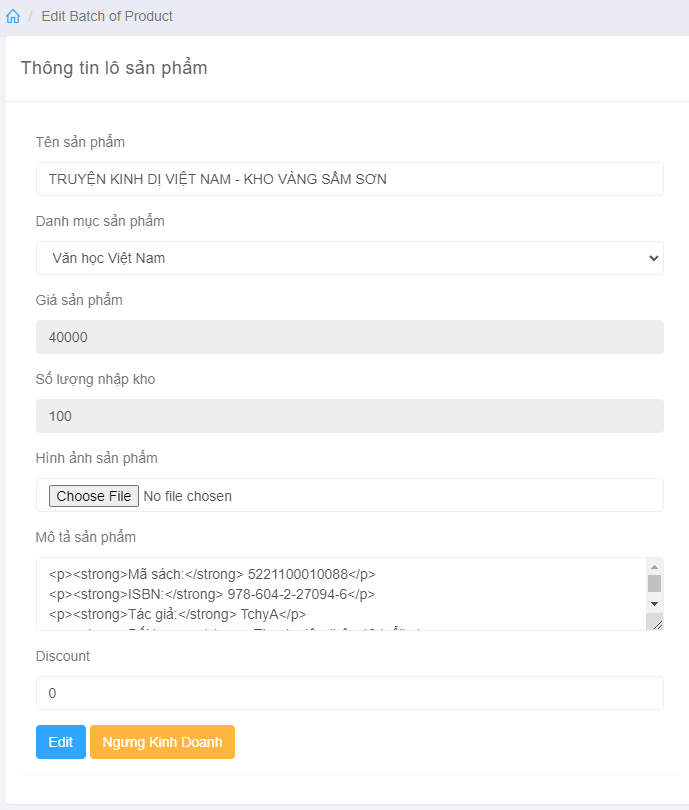 / Edit Batch of Product
Thông tin lô sản phẩm
Tên sản phẩm
TRUYỆN KINH DỊ VIỆT NAM - KHO VÀNG SẦM SƠN
Danh mục sản phẩm
Văn học Việt Nam
Giá sản phẩm
40000
Số lượng nhập kho
100
Hình ảnh sản phẩm
Choose File No file chosen
Mô tả sản phẩm
<p><strong>Mã sách:</strong> 5221100010088</p>
<p><strong>ISBN:</strong> 978-604-2-27094-6</p>
<p><strong>Tác giả:</strong> TchyA</p>
Discount
0
Edit Ngưng Kinh Doanh